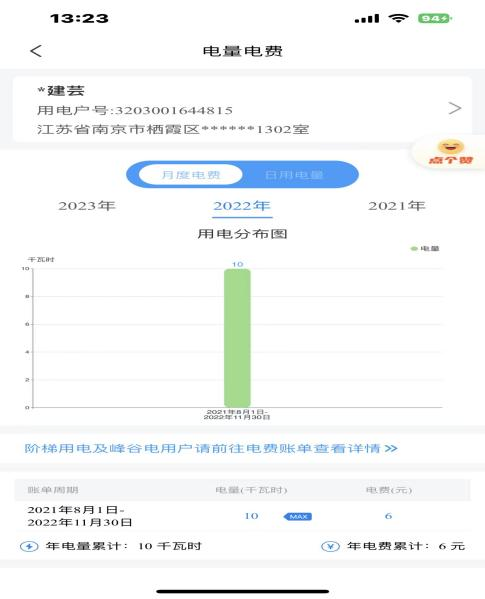 13:23
94
电量电费
*建芸
用电户号:3203001644815
江苏省南京市栖霞区******1302室
点个赞
月度电费 日用电量
2023年 2022年 2021年
用电分布图
电量
千瓦时
10
10
8
6
4
2
0
2021年8月1日-
2022年11月30日
阶梯用电及峰谷电用户请前往电费账单查看详情
账单周期 电量(千瓦时) 电费(元)
2021年8月1日-
2022年11月30日
10 MAX 6
年电量累计：10 千瓦时 年电费累计：6 元